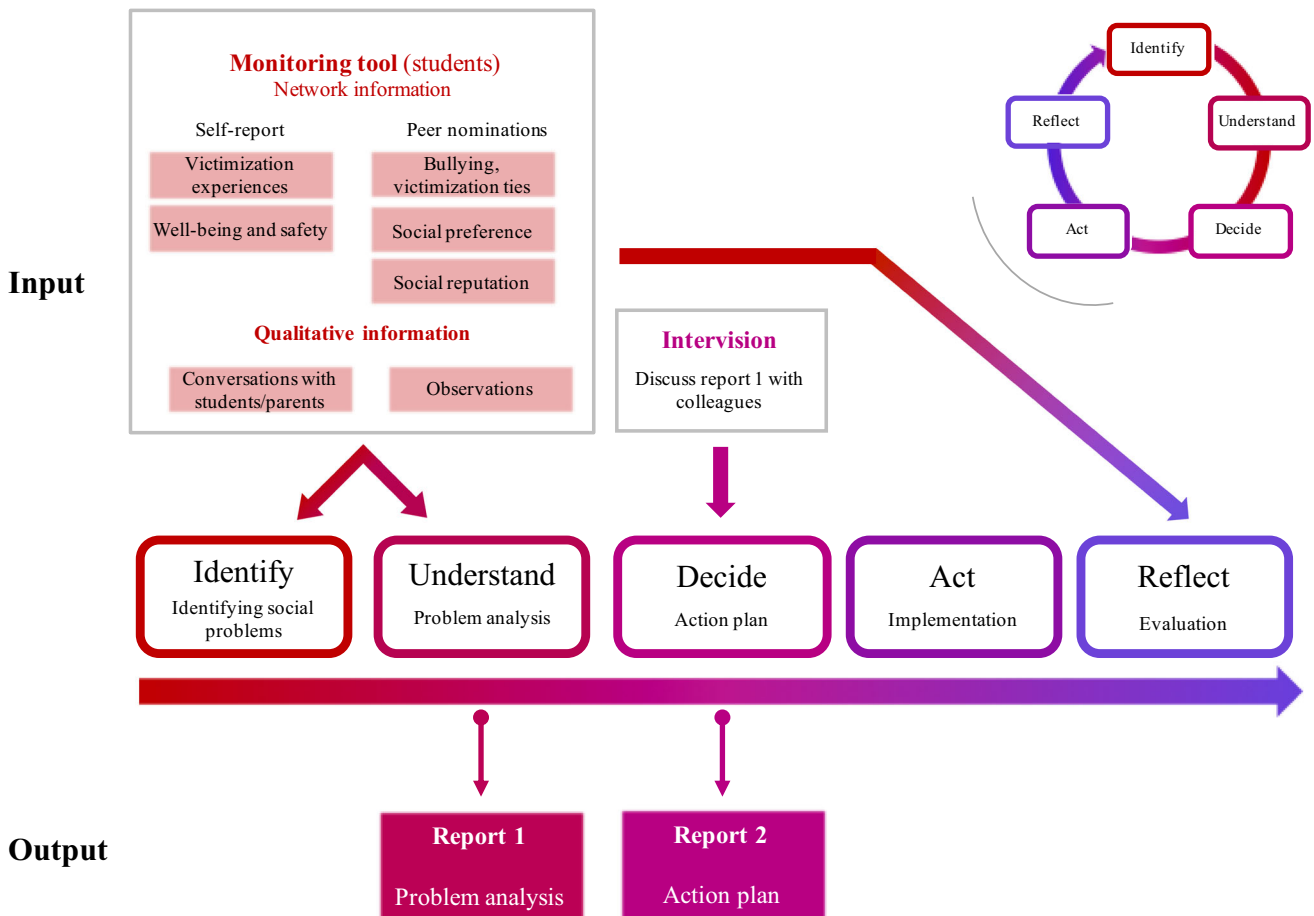 Monitoring tool (students)
Network information
Self-report
Peer nominations
Victimization
experiences
Bullying,
victimization ties
Well-being and safety
Social preference
Social reputation
Qualitative information
Conversations with
students/parents
Observations
Identify
Understand
Decide
Act
Reflect
Input
Intervision
Discuss report 1 with
colleagues
Identify
Identifying social
problems
Understand
Problem analysis
Decide
Action plan
Act
Implementation
Reflect
Evaluation
Output
Report 1
Problem analysis
Report 2
Action plan